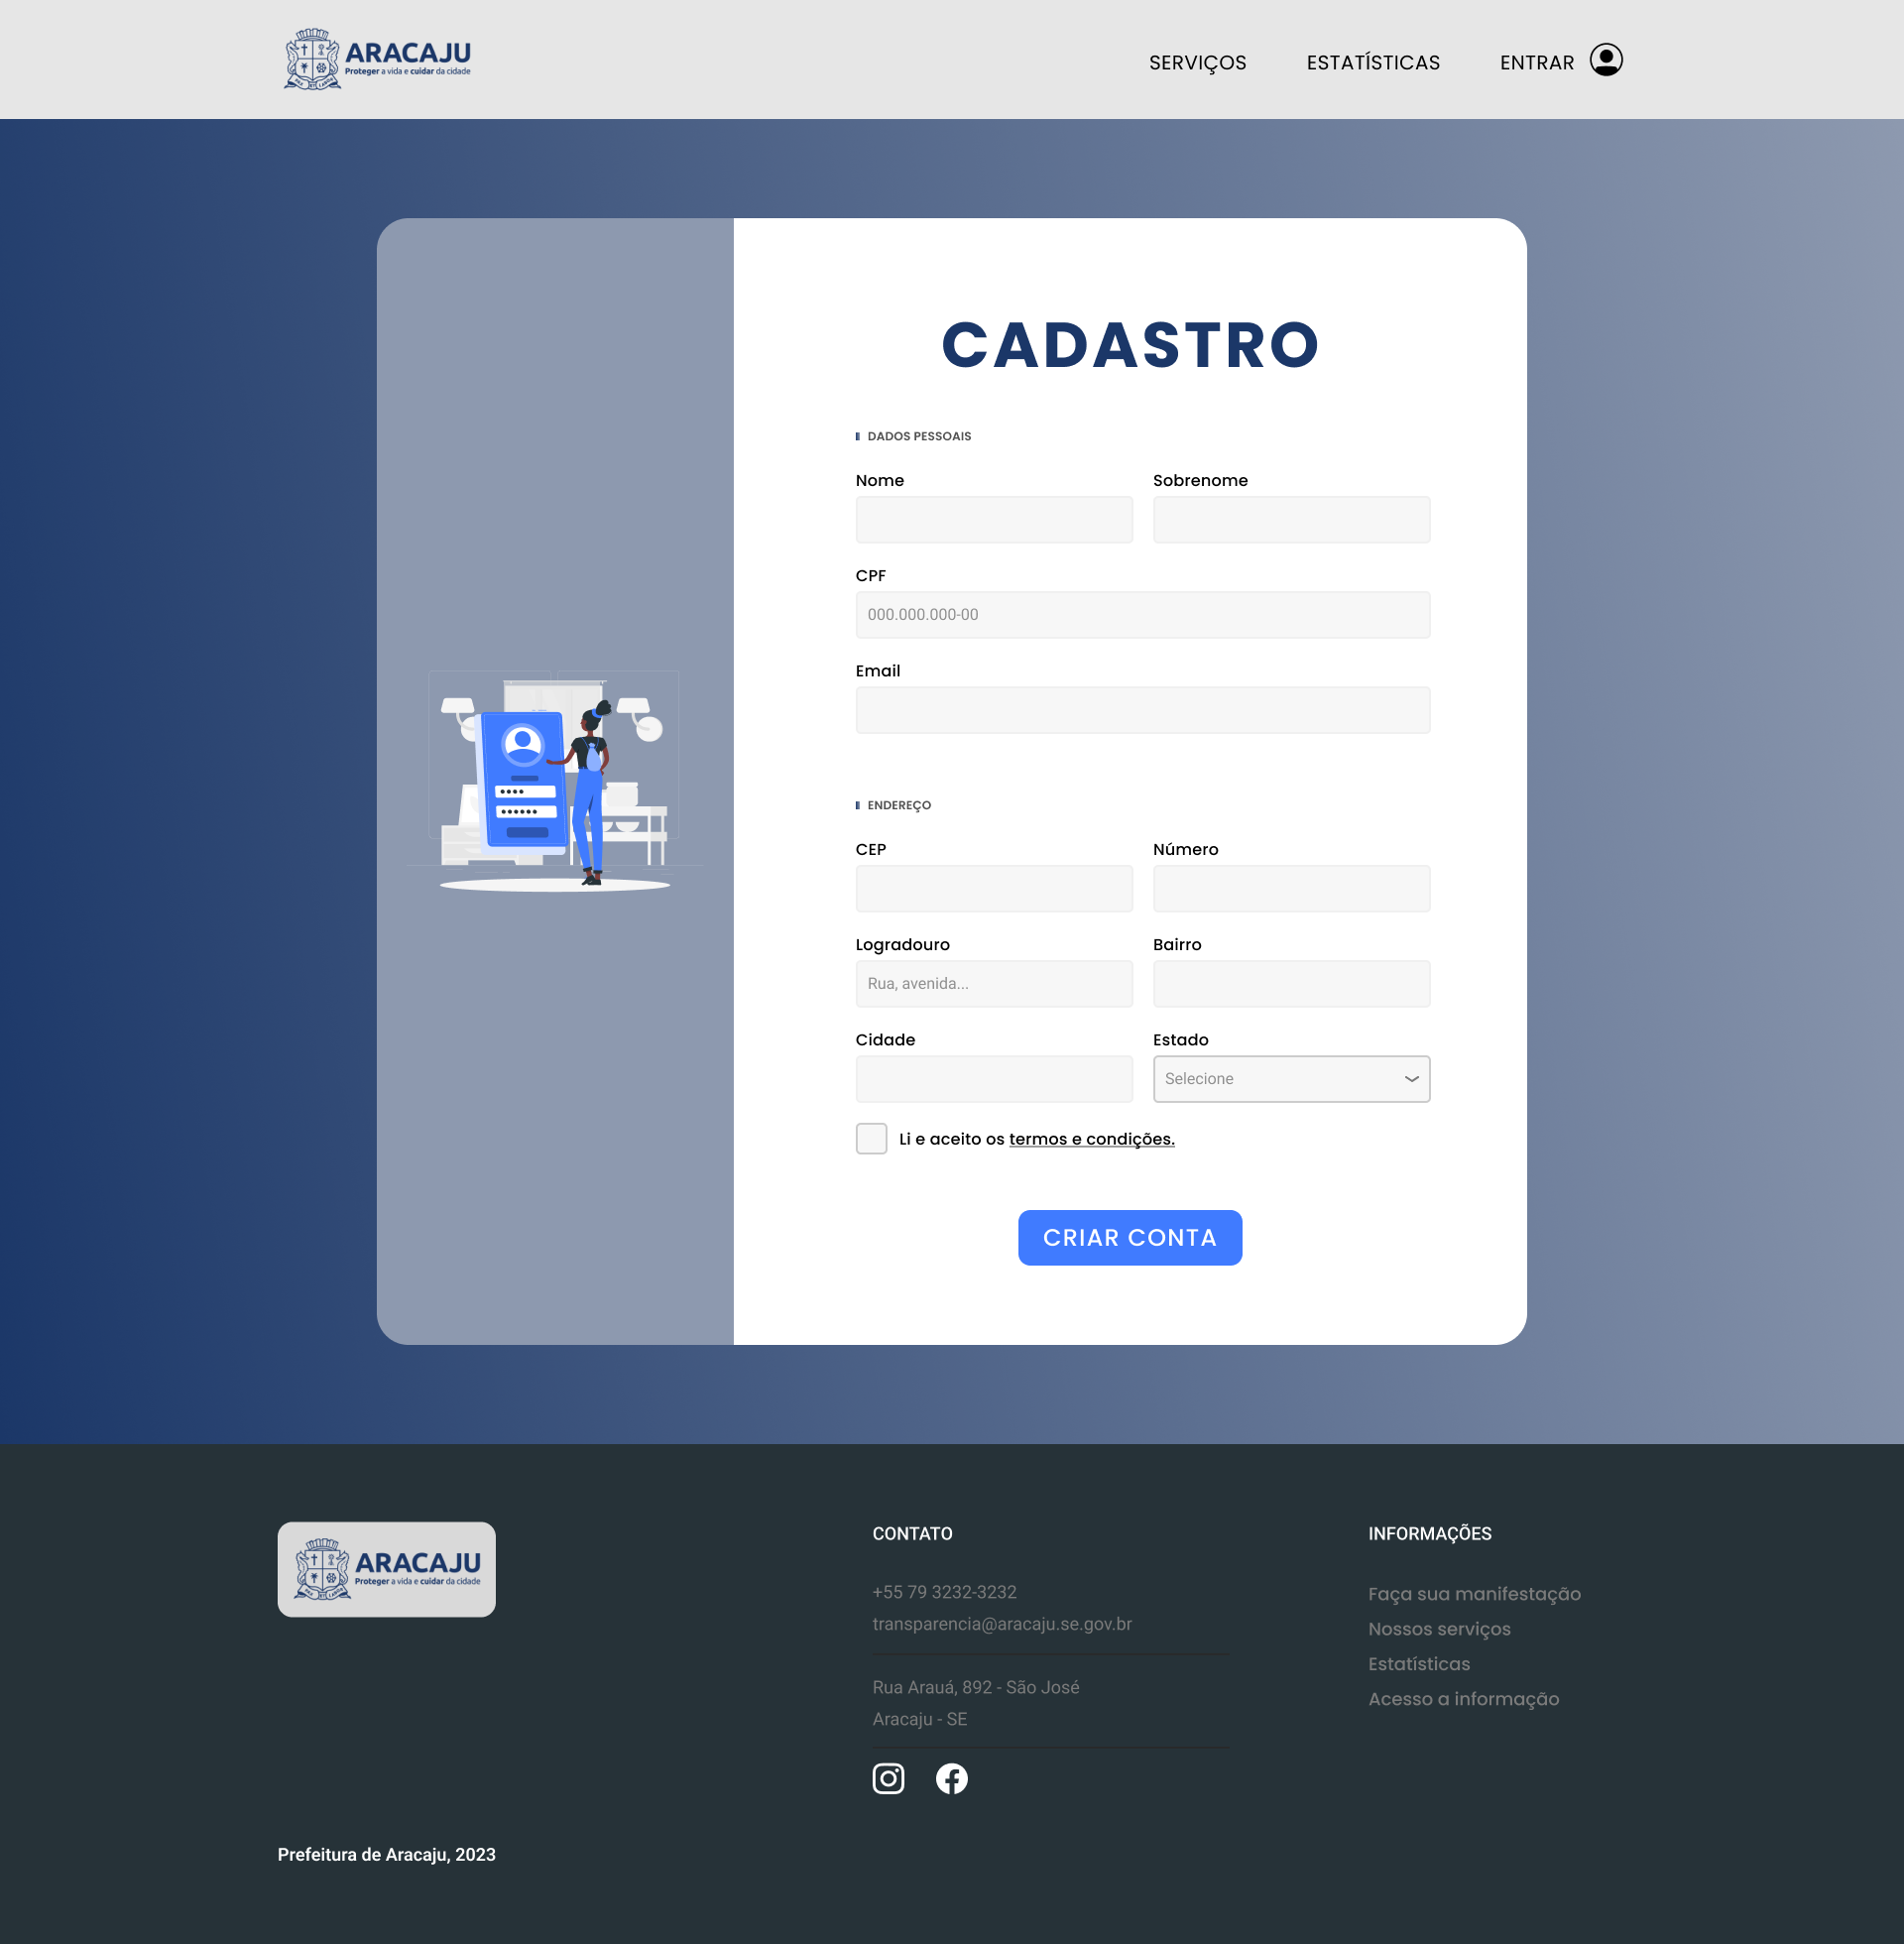 ARACAJU
Proteger a vida e cuidar da cidade
SERVIÇOS
ESTATÍSTICAS
ENTRAR
CADASTRO
DADOS PESSOAIS
Nome
Sobrenome
CPF
000.000.000-00
Email
ENDEREÇO
CEP
Número
Logradouro
Bairro
Rua, avenida...
Cidade
Estado
Selecione
Li e aceito os termos e condições.
CRIAR CONTA
ARACAJU
Proteger a vida e cuidar da cidade
CONTATO
+55 79 3232-3232
transparencia@aracaju.se.gov.br
Rua Arauá, 892 - São José
Aracaju - SE
INFORMAÇÕES
Faça sua manifestação
Nossos serviços
Estatísticas
Acesso a informação
Prefeitura de Aracaju, 2023